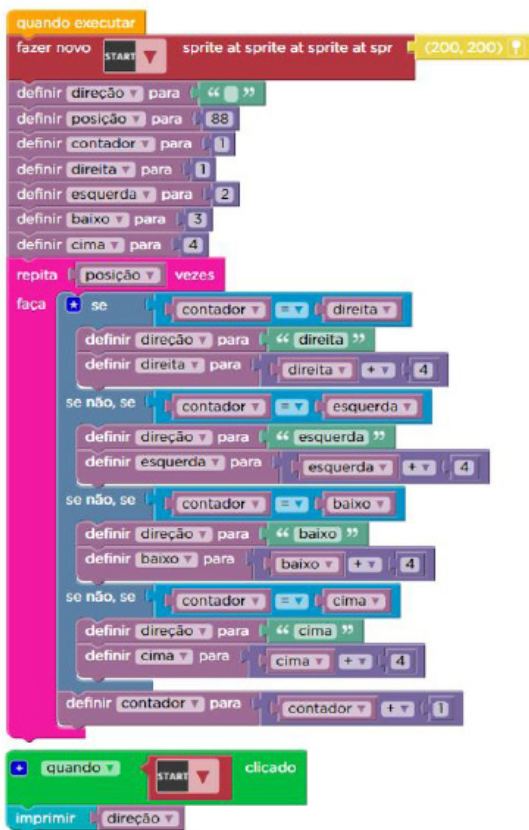 quando executar
fazer novo START sprite at sprite at sprite at spr (200, 200)
definir direção para “ ”
definir posição para 88
definir contador para 1
definir direita para 1
definir esquerda para 2
definir baixo para 3
definir cima para 4
repita posição vezes
faça se contador = direita
definir direção para “ direita ”
definir direita para direita + 4
se não, se contador = esquerda
definir direção para “ esquerda ”
definir esquerda para esquerda + 4
se não, se contador = baixo
definir direção para “ baixo ”
definir baixo para baixo + 4
se não, se contador = cima
definir direção para “ cima ”
definir cima para cima + 4
definir contador para contador + 1
quando START clicado
imprimir direção